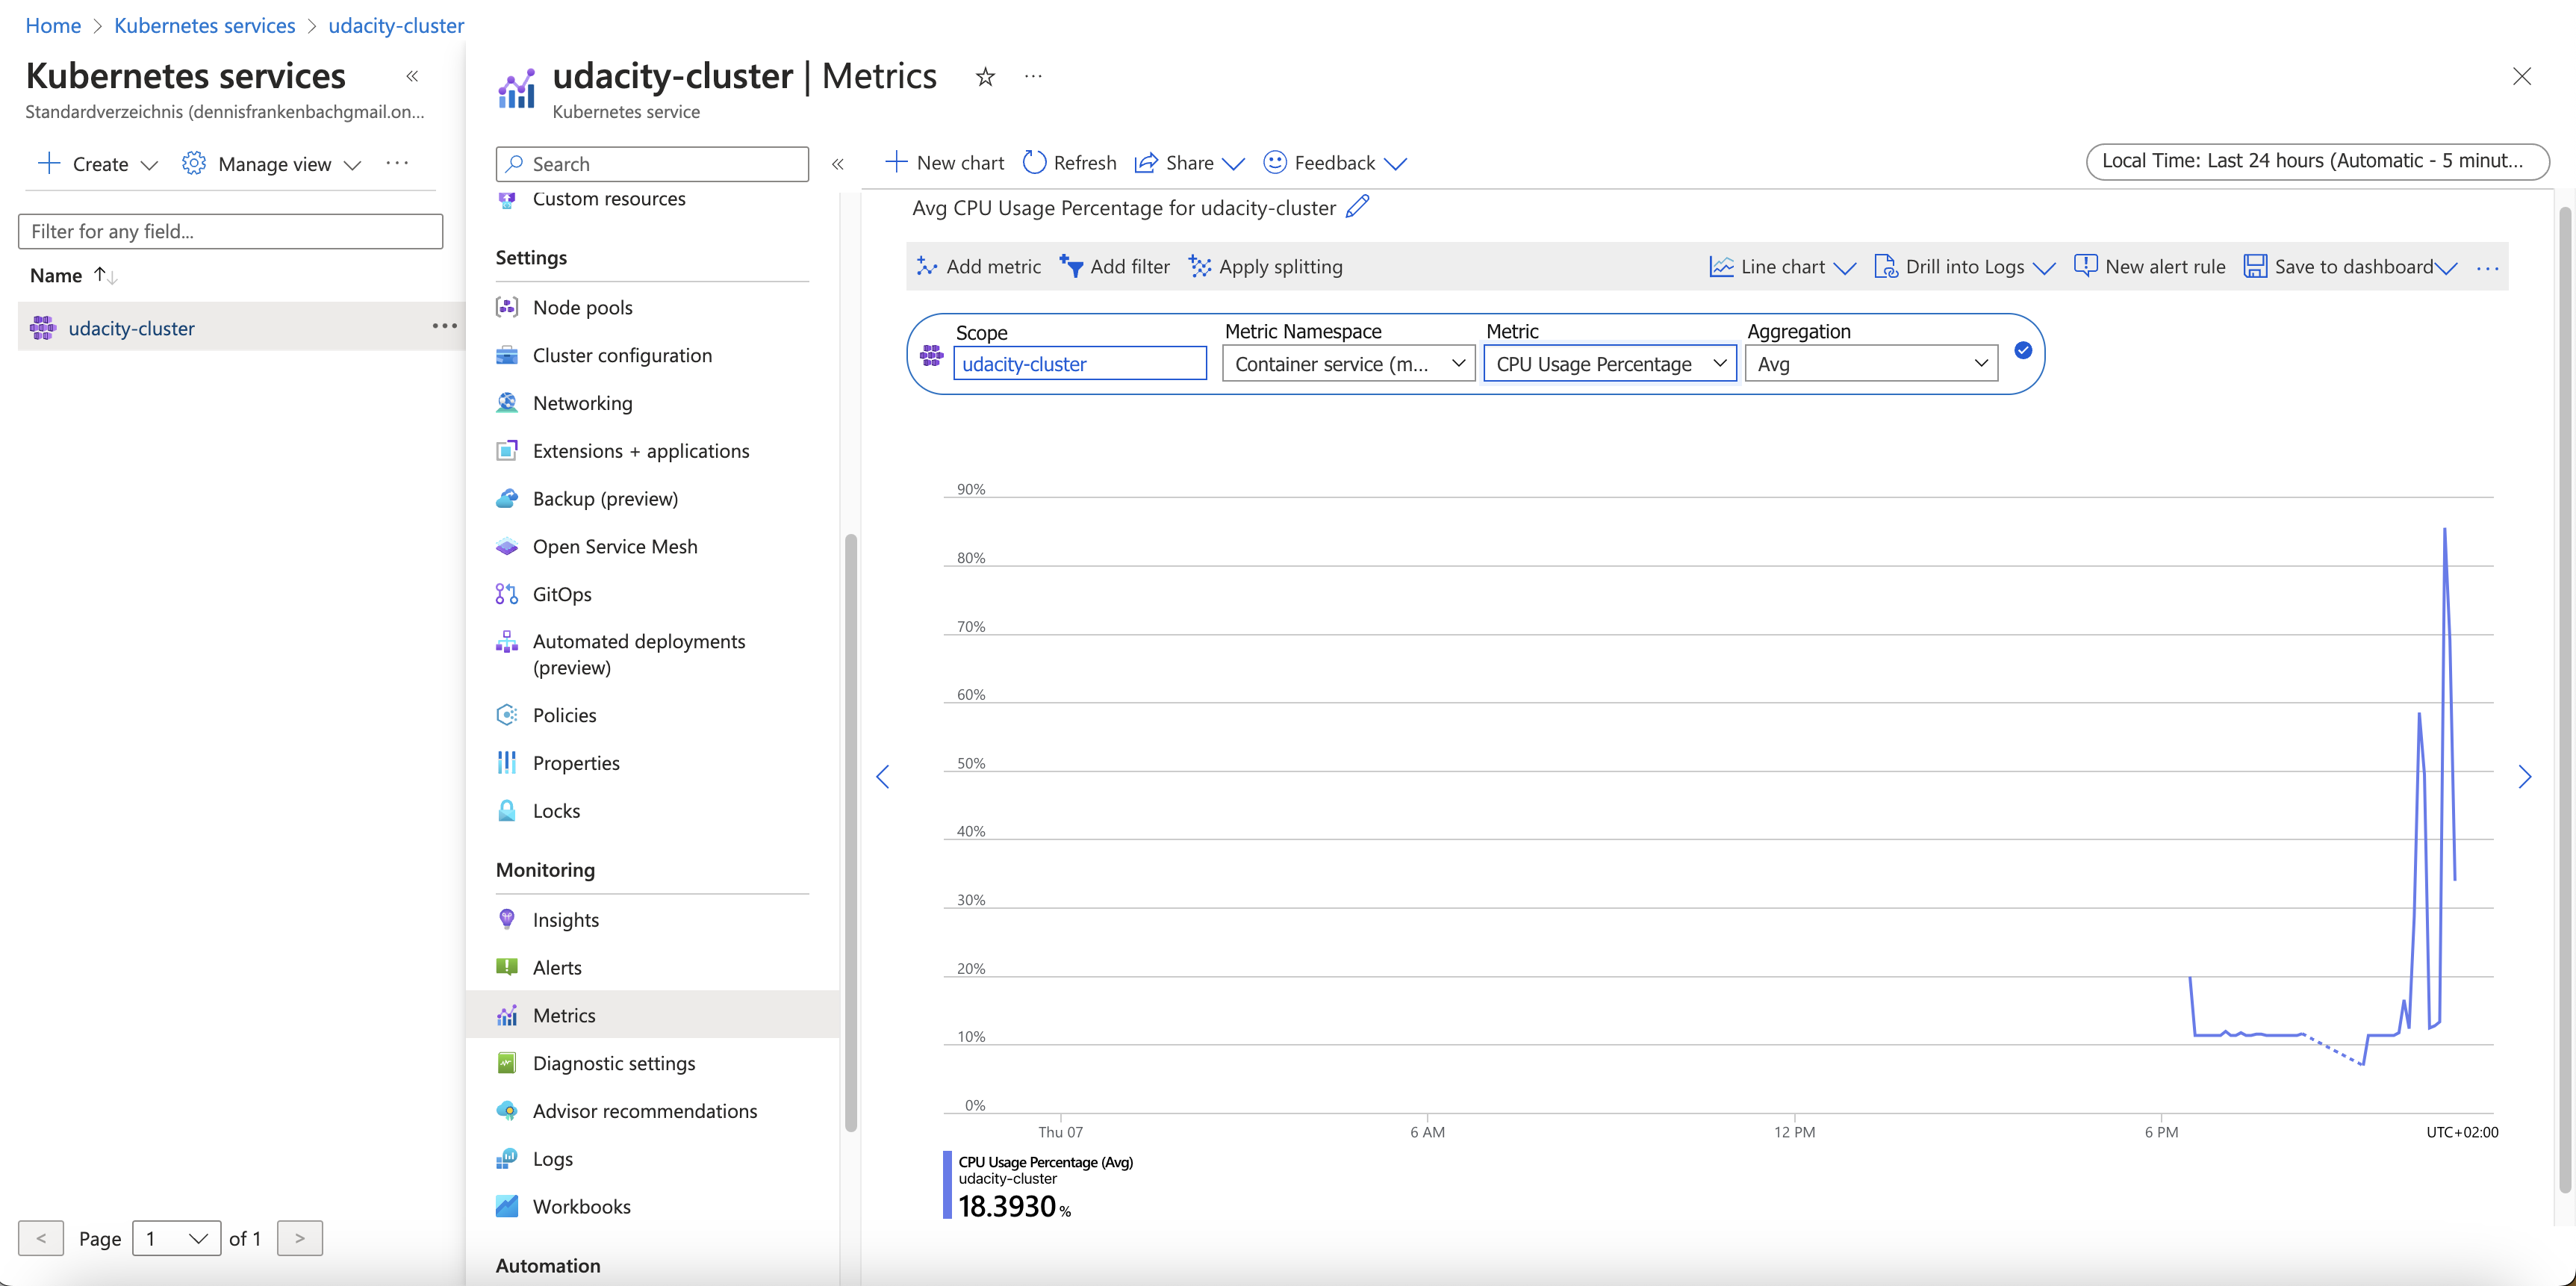 Home > Kubernetes services > udacity-cluster
Kubernetes services «
Standardverzeichnis (dennisfrankenbachgmail.on...
Create
Manage view
...
Filter for any field...
Name ↑↓
udacity-cluster ...
Page 1 of 1
udacity-cluster | Metrics
...
Kubernetes service
Search
«
Custom resources
Settings
Node pools
Cluster configuration
Networking
Extensions + applications
Backup (preview)
Open Service Mesh
GitOps
Automated deployments
(preview)
Policies
Properties
Locks
Monitoring
Insights
Alerts
Metrics
Diagnostic settings
Advisor recommendations
Logs
Workbooks
Automation
New chart
Refresh
Share
Feedback
Local Time: Last 24 hours (Automatic - 5 minut...
Avg CPU Usage Percentage for udacity-cluster
Add metric
Add filter
Apply splitting
Line chart
Drill into Logs
New alert rule
Save to dashboard
...
Scope
udacity-cluster
Metric Namespace
Container service (m...
Metric
CPU Usage Percentage
Aggregation
Avg
90%
80%
70%
60%
50%
40%
30%
20%
10%
0%
Thu 07
6 AM
12 PM
6 PM
UTC+02:00
CPU Usage Percentage (Avg)
udacity-cluster
18.3930 %